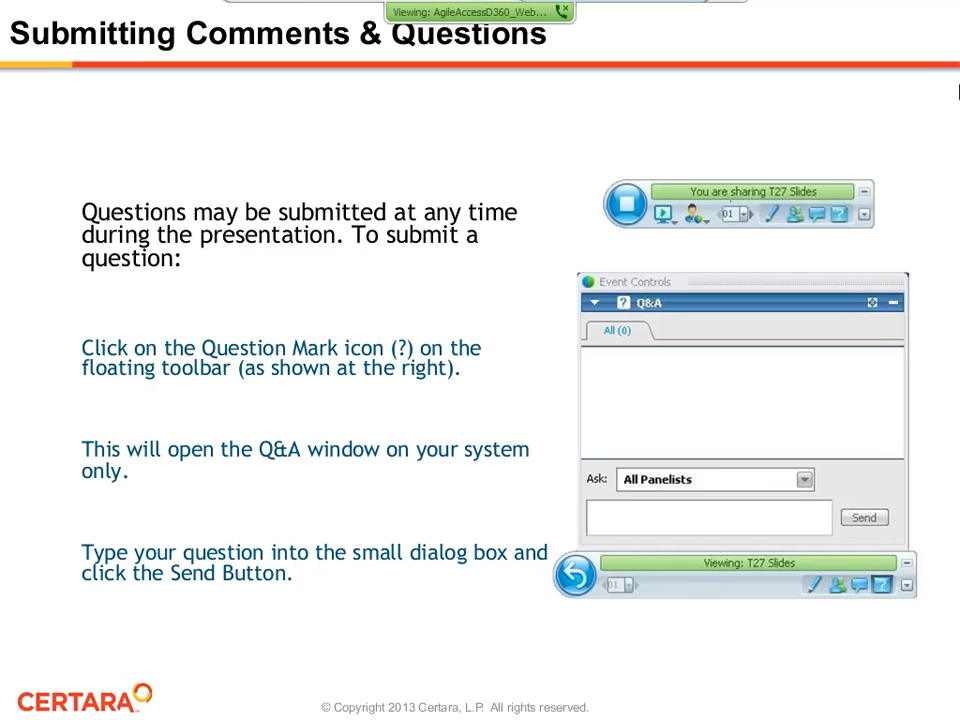 Viewing: AgileAccessD360_Web...
Submitting Comments & Questions
You are sharing T27 Slides
01
Questions may be submitted at any time
during the presentation. To submit a
question:
Event Controls
? Q&A
All (0)
Click on the Question Mark icon (?) on the
floating toolbar (as shown at the right).
This will open the Q&A window on your system
only.
Ask: All Panelists
Send
Type your question into the small dialog box and
click the Send Button.
Viewing: T27 Slides
01
CERTARA
© Copyright 2013 Certara, L.P. All rights reserved.